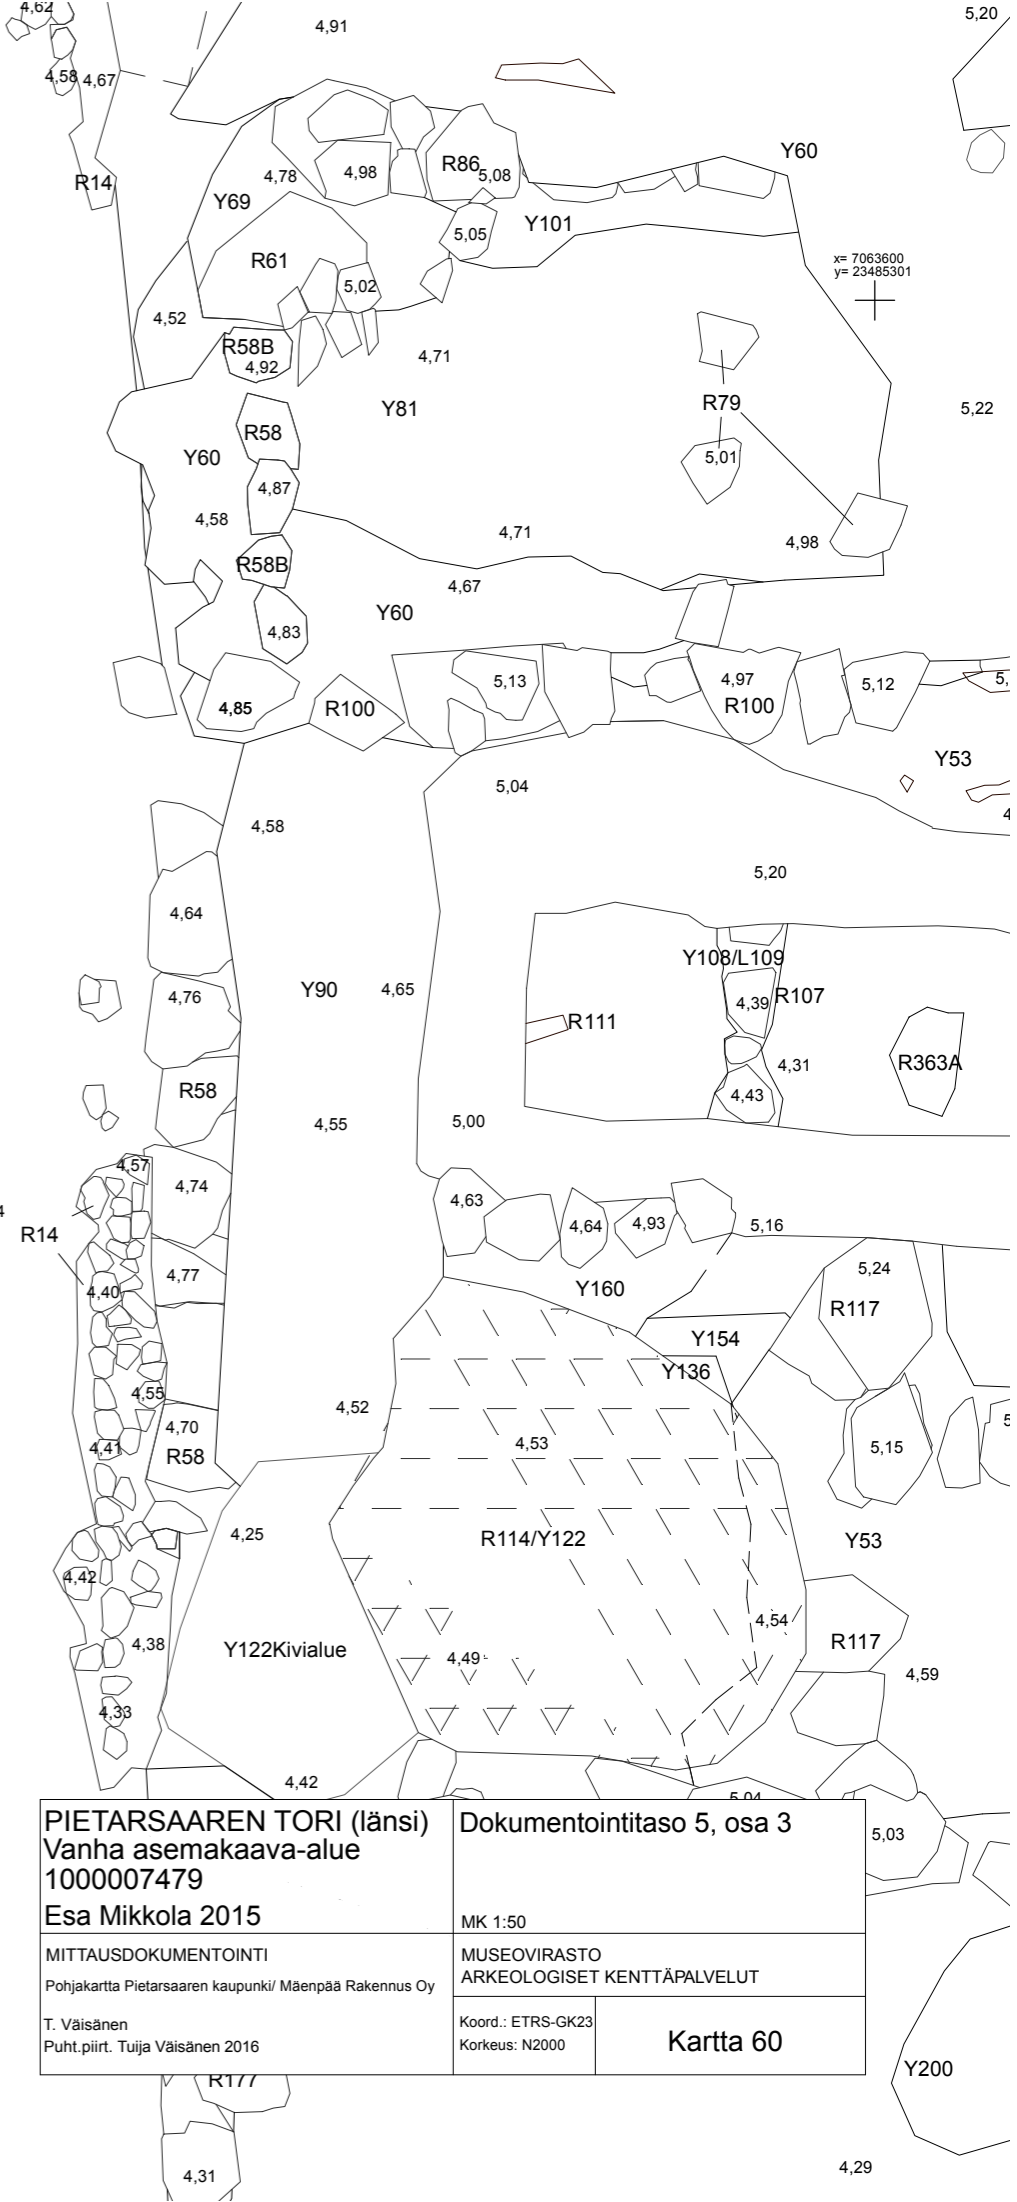 4,62
4,91
5,20
4,58
4,67
R14
4,78
4,98
R86
5,08
Y60
Y69
Y101
5,05
R61
x= 7063600
y= 23485301
5,02
4,52
R58B
4,92
4,71
Y81
R79
5,22
R58
Y60
5,01
4,87
4,58
4,71
4,98
R58B
4,67
Y60
4,83
5,13
4,97
5,12
5,
4,85
R100
R100
Y53
5,04
4,58
4
5,20
4,64
Y108/L109
4,76
Y90
4,65
4,39
R107
R111
R363A
4,31
R58
4,43
4,55
5,00
4,57
4,74
4,63
4,64
4,93
5,16
4
R14
4,77
5,24
4,40
Y160
R117
Y154
Y136
4,55
4,52
4,70
5
4,41
R58
4,53
5,15
4,25
R114/Y122
Y53
4,42
4,54
4,38
Y122Kivialue
4,49
R117
4,59
4,33
4,42
5,04
PIETARSAAREN TORI (länsi)
Vanha asemakaava-alue
1000007479
Esa Mikkola 2015
Dokumentointitaso 5, osa 3
MK 1:50
5,03
MITTAUSDOKUMENTOINTI
Pohjakartta Pietarsaaren kaupunki/ Mäenpää Rakennus Oy
T. Väisänen
Puht.piirt. Tuija Väisänen 2016
MUSEOVIRASTO
ARKEOLOGISET KENTTÄPALVELUT
Koord.: ETRS-GK23
Korkeus: N2000
Kartta 60
R177
Y200
4,31
4,29